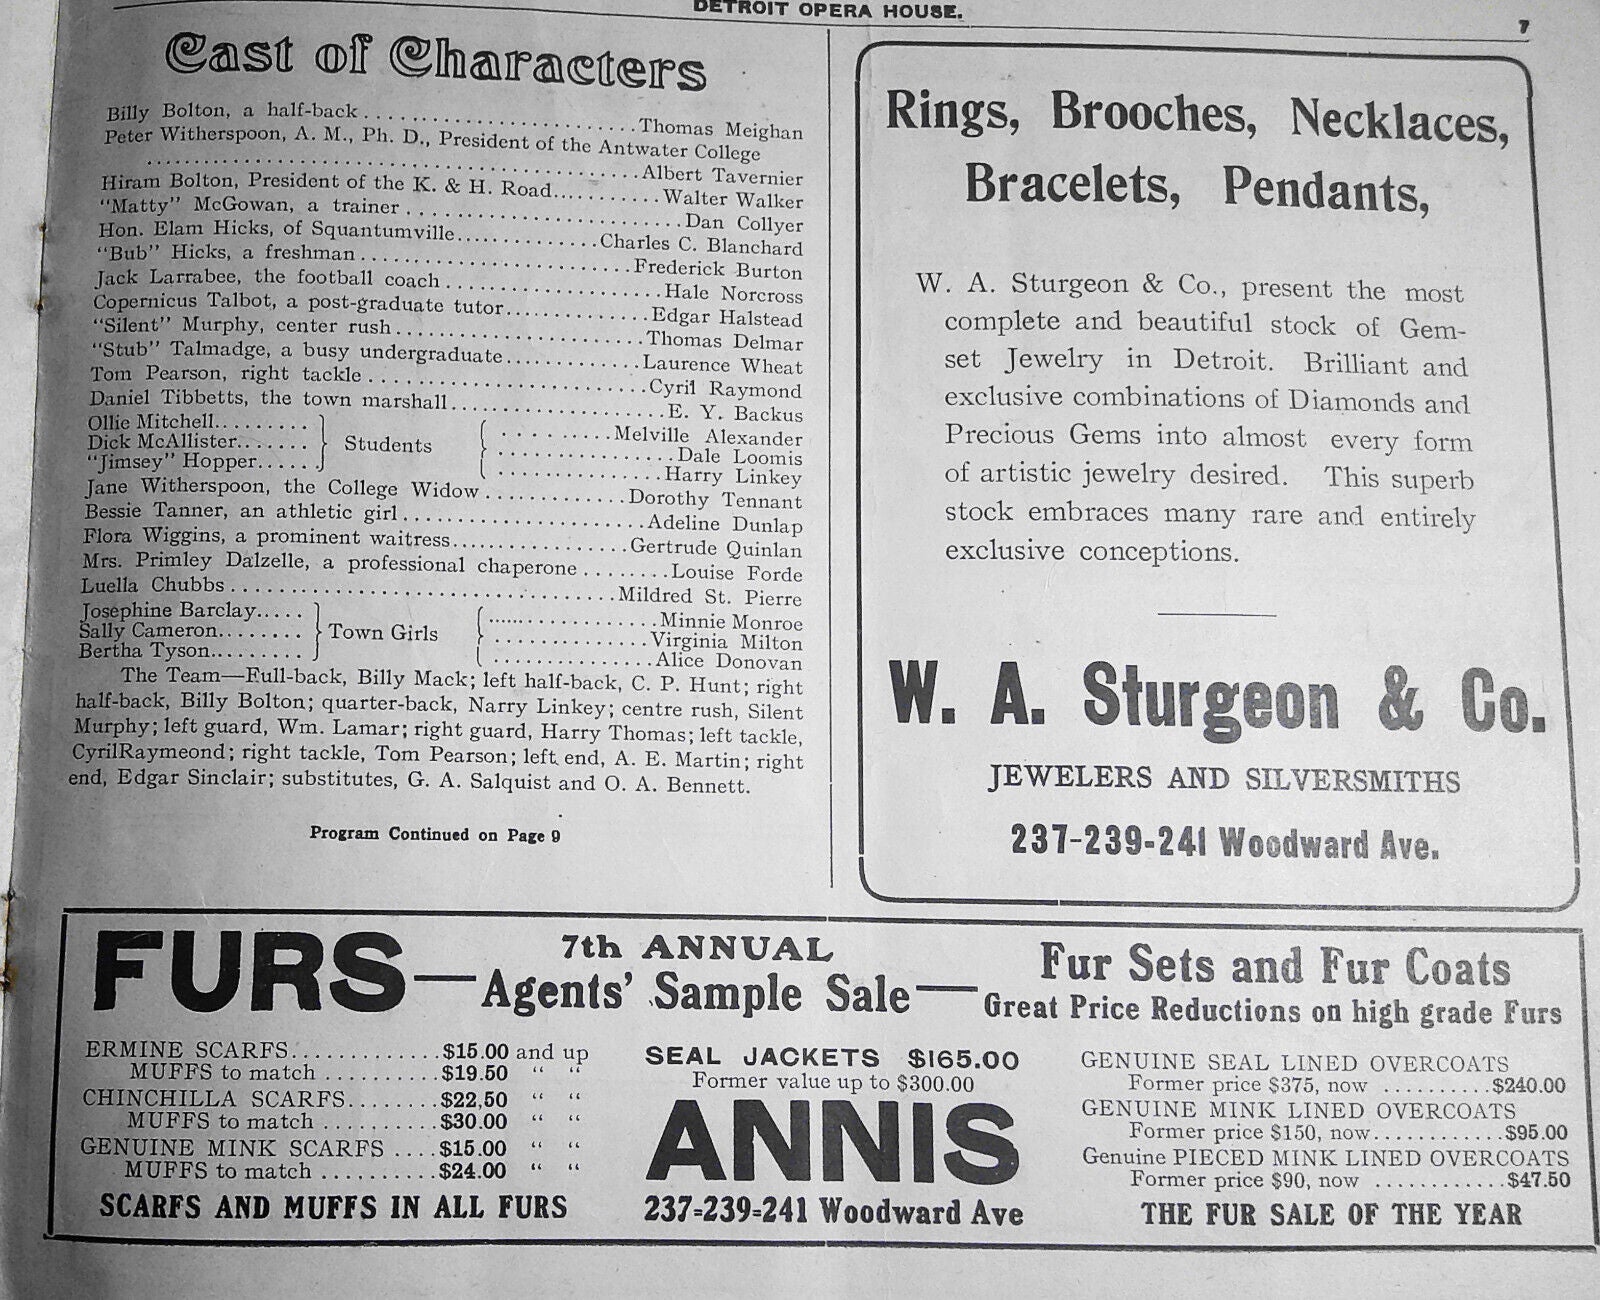 DETROIT OPERA HOUSE.
7
Cast of Characters
Billy Bolton, a half-back..........................Thomas Meighan
Peter Witherspoon, A. M., Ph. D., President of the Antwater College
..............................................Albert Tavernier
Hiram Bolton, President of the K. & H. Road...........Walter Walker
"Matty" McGowan, a trainer..........................Dan Collyer
Hon. Elam Hicks, of Squantumville..............Charles C. Blanchard
"Bub" Hicks, a freshman..........................Frederick Burton
Jack Larrabee, the football coach.....................Hale Norcross
Copernicus Talbot, a post-graduate tutor..............Edgar Halstead
"Silent" Murphy, center rush........................Thomas Delmar
"Stub" Talmadge, a busy undergraduate.............Laurence Wheat
Tom Pearson, right tackle...........................Cyril Raymond
Daniel Tibbetts, the town marshall.....................E. Y. Backus
Ollie Mitchell......... } Students { ...........Melville Alexander
Dick McAllister....... } { .................Dale Loomis
"Jimsey" Hopper...... } { ................Harry Linkey
Jane Witherspoon, the College Widow..............Dorothy Tennant
Bessie Tanner, an athletic girl.......................Adeline Dunlap
Flora Wiggins, a prominent waitress.................Gertrude Quinlan
Mrs. Primley Dalzelle, a professional chaperone........Louise Forde
Luella Chubbs.....................................Mildred St. Pierre
Josephine Barclay..... } Town Girls { .................Minnie Monroe
Sally Cameron........ } { ...............Virginia Milton
Bertha Tyson......... } { ................Alice Donovan
The Team—Full-back, Billy Mack; left half-back, C. P. Hunt; right
half-back, Billy Bolton; quarter-back, Narry Linkey; centre rush, Silent
Murphy; left guard, Wm. Lamar; right guard, Harry Thomas; left tackle,
CyrilRaymeond; right tackle, Tom Pearson; left end, A. E. Martin; right
end, Edgar Sinclair; substitutes, G. A. Salquist and O. A. Bennett.
Program Continued on Page 9
Rings, Brooches, Necklaces,
Bracelets, Pendants,
W. A. Sturgeon & Co., present the most
complete and beautiful stock of Gem-
set Jewelry in Detroit. Brilliant and
exclusive combinations of Diamonds and
Precious Gems into almost every form
of artistic jewelry desired. This superb
stock embraces many rare and entirely
exclusive conceptions.
W. A. Sturgeon & Co.
JEWELERS AND SILVERSMITHS
237-239-241 Woodward Ave.
FURS—7th ANNUAL
Agents' Sample Sale—
Fur Sets and Fur Coats
Great Price Reductions on high grade Furs
ERMINE SCARFS............$15.00 and up
MUFFS to match..........$19.50 " "
CHINCHILLA SCARFS........$22,50 " "
MUFFS to match..........$30.00 " "
GENUINE MINK SCARFS....$15.00 " "
MUFFS to match..........$24.00 " "
SCARFS AND MUFFS IN ALL FURS
SEAL JACKETS $165.00
Former value up to $300.00
ANNIS
237=239=241 Woodward Ave
GENUINE SEAL LINED OVERCOATS
Former price $375, now..........$240.00
GENUINE MINK LINED OVERCOATS
Former price $150, now............$95.00
Genuine PIECED MINK LINED OVERCOATS
Former price $90, now............$47.50
THE FUR SALE OF THE YEAR